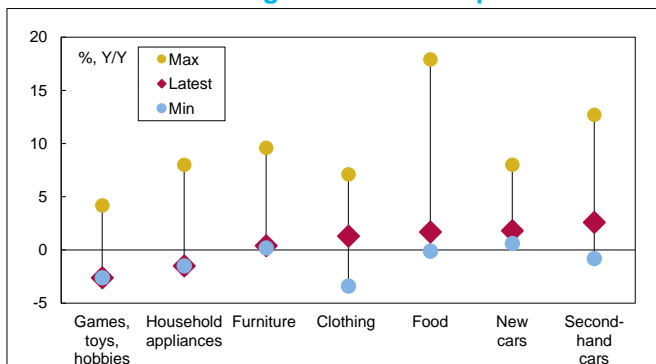 20
15
10
5
0
-5
%, Y/Y
Max
Latest
Min
Games,
toys,
hobbies
Household
appliances
Furniture
Clothing
Food
New
cars
Second-
hand
cars